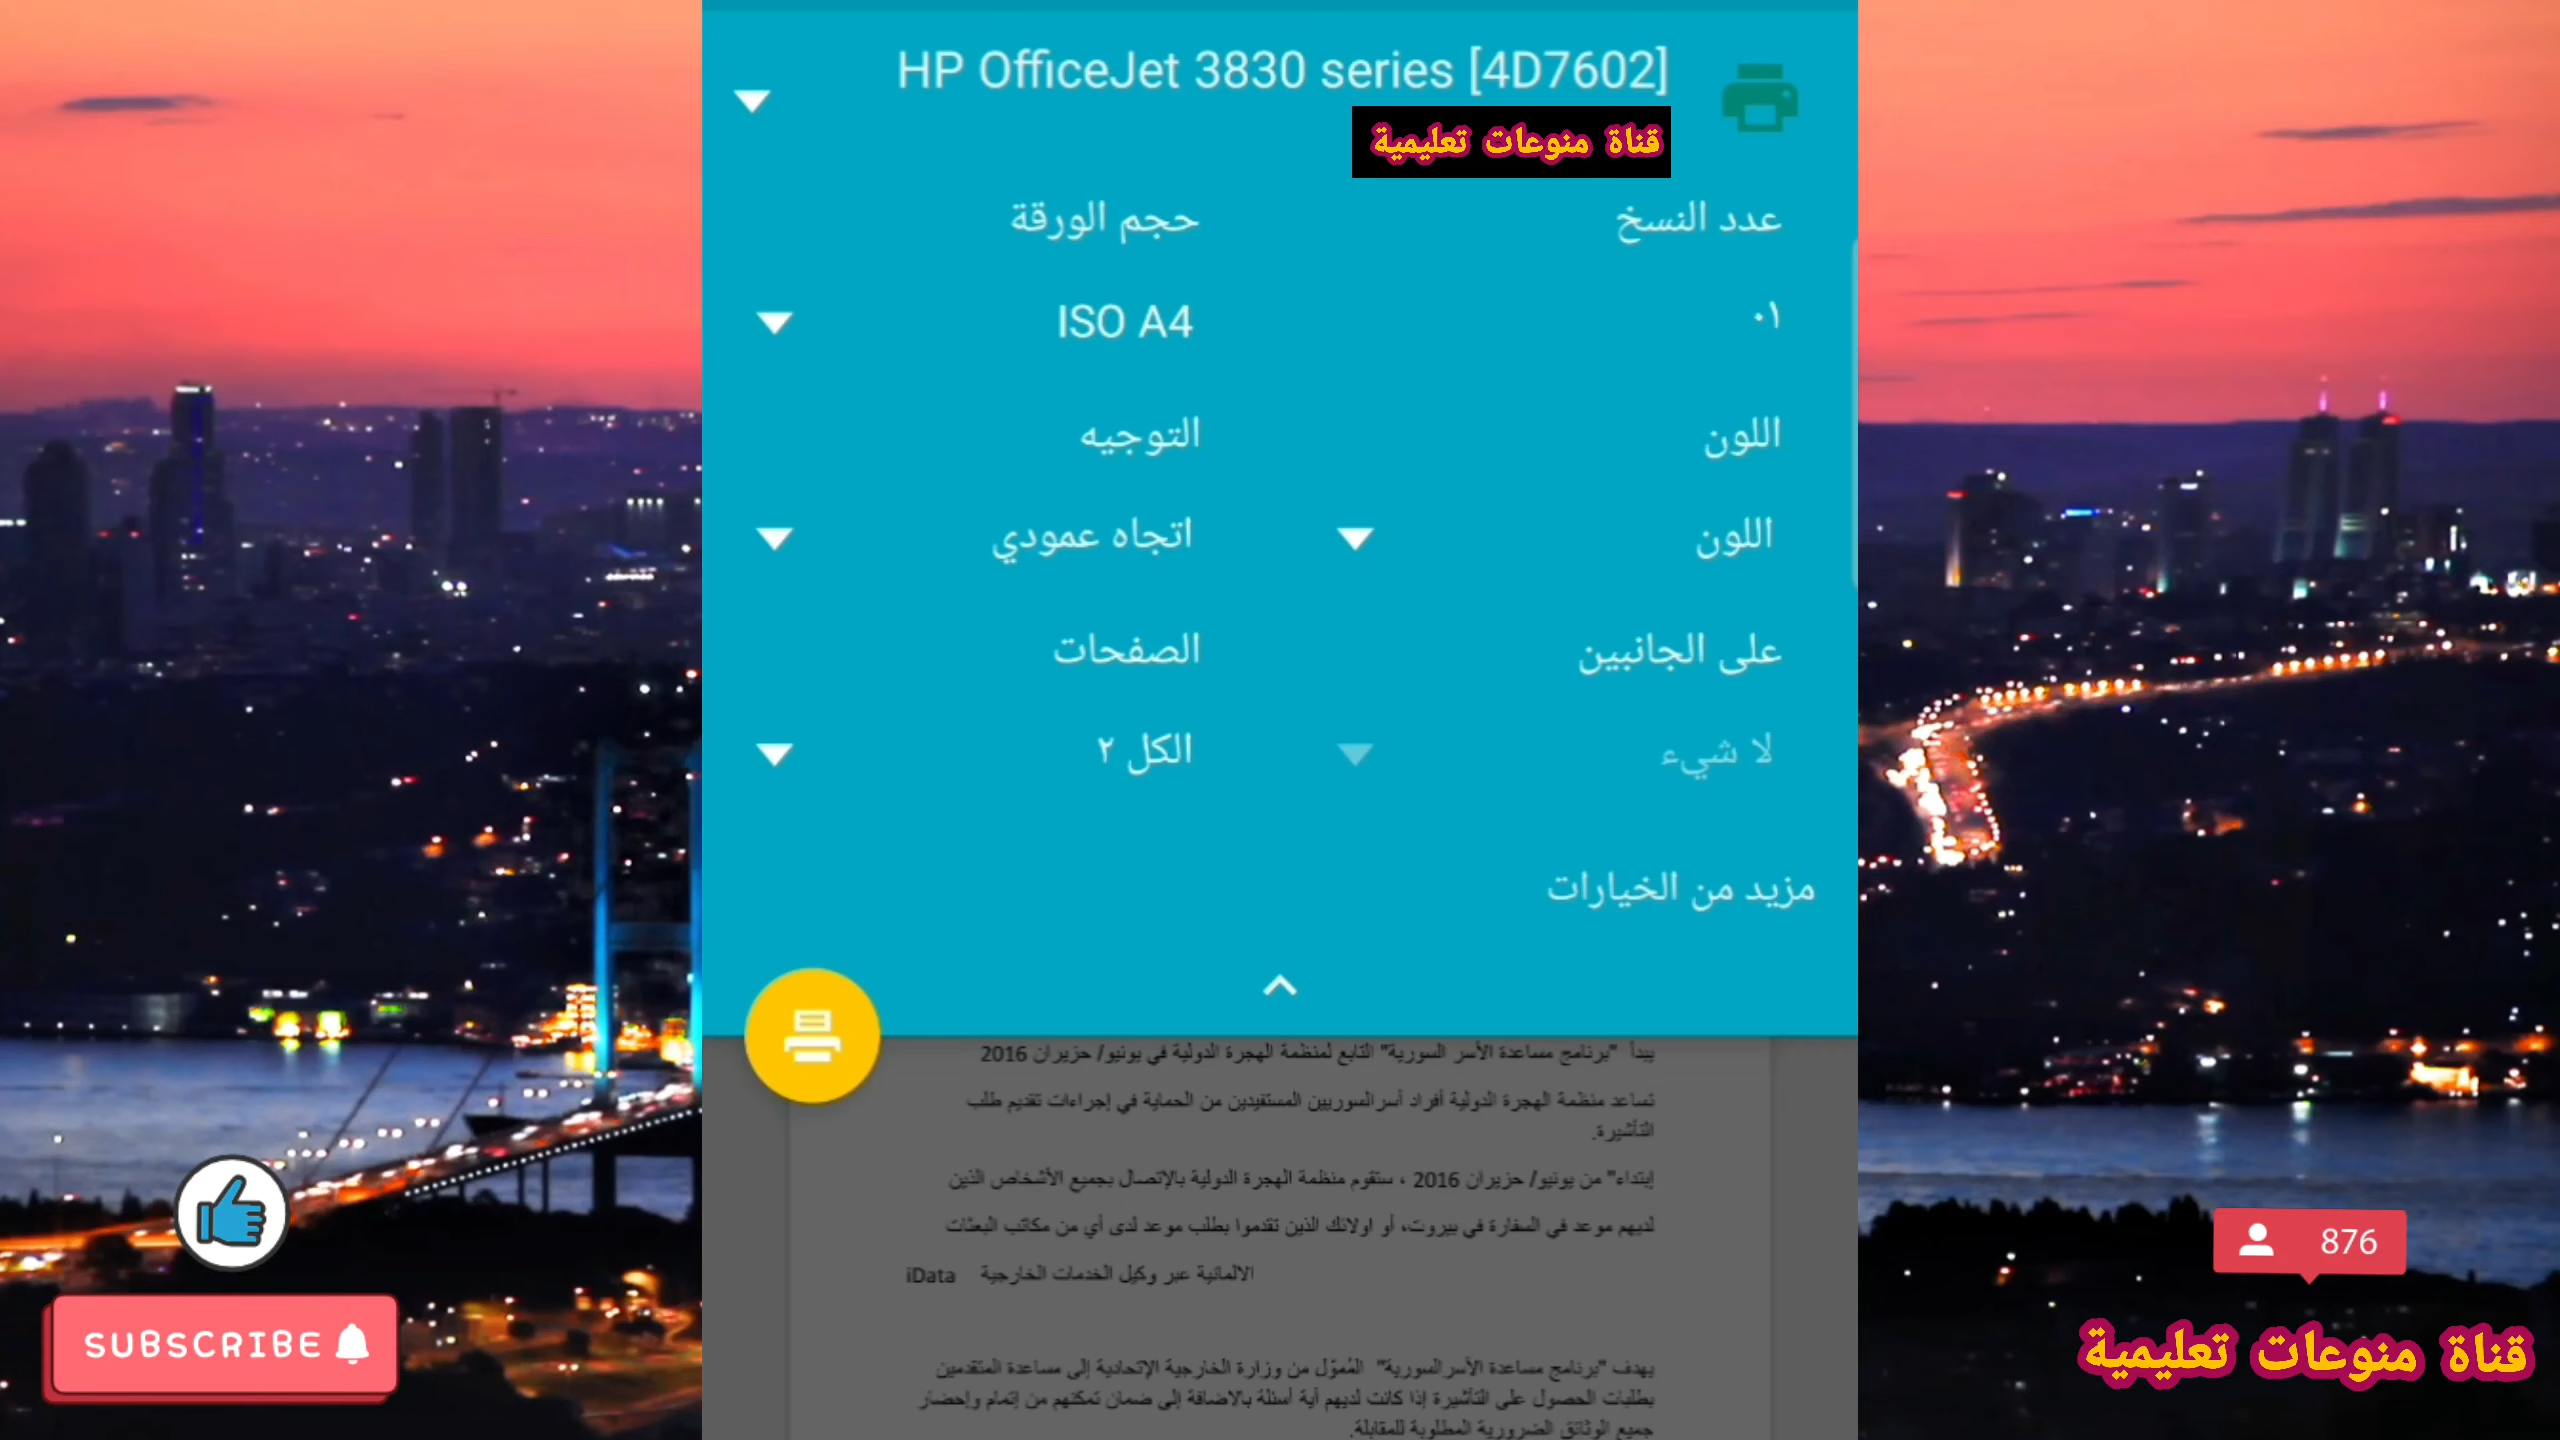 HP OfficeJet 3830 series [4D7602]
قناة منوعات تعليمية
عدد النسخ
حجم الورقة
٠١
ISO A4
اللون
التوجيه
اللون
اتجاه عمودي
على الجانبين
الصفحات
لا شيء
الكل ٢
مزيد من الخيارات
يبدأ "برنامج مساعدة الأسر السورية" التابع لمنظمة الهجرة الدولية في يونيو/ حزيران 2016
تساعد منظمة الهجرة الدولية أفراد أسر السوريين المستفيدين من الحماية في إجراءات تقديم طلب
التأشيرة.
إبتداء" من يونيو/ حزيران 2016 ، ستقوم منظمة الهجرة الدولية بالإتصال بجميع الأشخاص الذين
لديهم موعد في السفارة في بيروت، أو اولائك الذين تقدموا بطلب موعد لدى أي من مكاتب البعثات
الالمانية عبر وكيل الخدمات الخارجية iData
يهدف "برنامج مساعدة الأسر السورية" المُموّل من وزارة الخارجية الإتحادية إلى مساعدة المتقدمين
بطلبات الحصول على التأشيرة إذا كانت لديهم أية أسئلة بالاضافة إلى ضمان تمكنهم من إتمام وإحضار
جميع الوثائق الضرورية المطلوبة للمقابلة.
SUBSCRIBE
876
قناة منوعات تعليمية